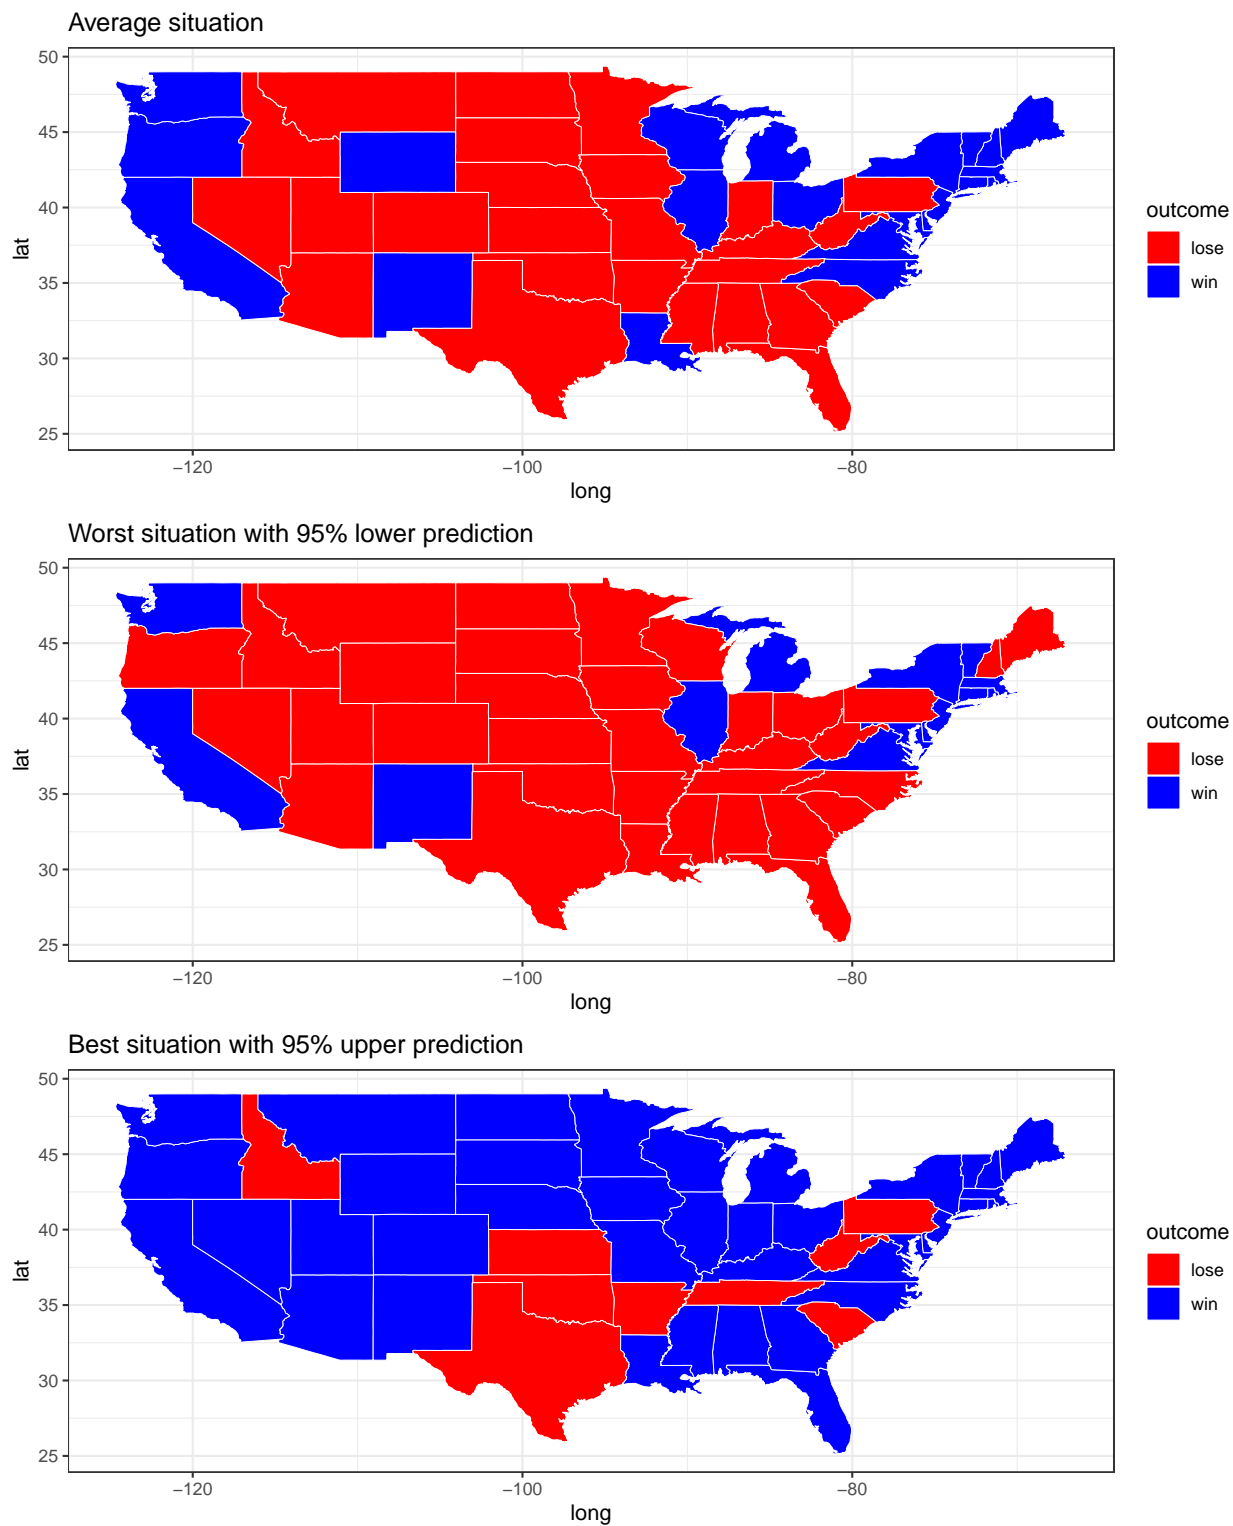 Average situation
50
45
40
35
30
25
lat
−120
−100
−80
long
outcome
lose
win
Worst situation with 95% lower prediction
50
45
40
35
30
25
lat
−120
−100
−80
long
outcome
lose
win
Best situation with 95% upper prediction
50
45
40
35
30
25
lat
−120
−100
−80
long
outcome
lose
win